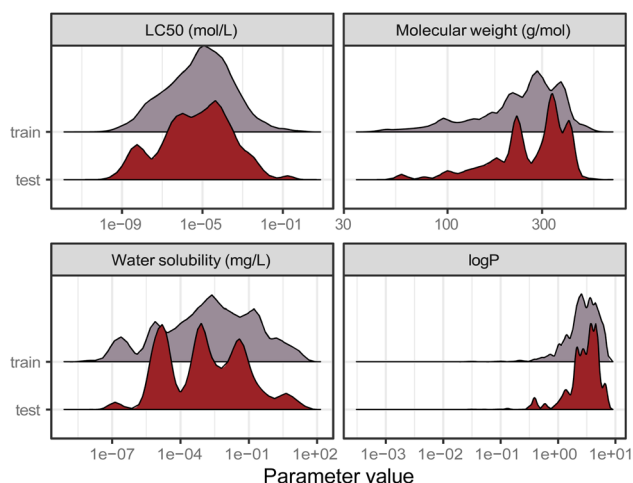 LC50 (mol/L)
Molecular weight (g/mol)
train
test
1e−09 1e−05 1e−01
30 100 300
Water solubility (mg/L)
logP
train
test
1e−07 1e−04 1e−01 1e+02
1e−03 1e−02 1e−01 1e+00 1e+01
Parameter value